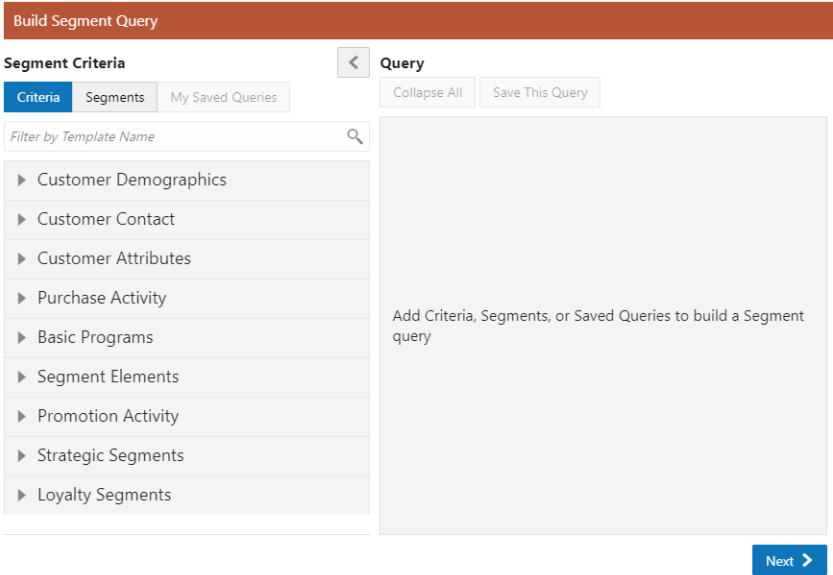 Build Segment Query
Segment Criteria
Criteria
Segments
My Saved Queries
Filter by Template Name
Customer Demographics
Customer Contact
Customer Attributes
Purchase Activity
Basic Programs
Segment Elements
Promotion Activity
Strategic Segments
Loyalty Segments
Query
Collapse All
Save This Query
Add Criteria, Segments, or Saved Queries to build a Segment
query
Next